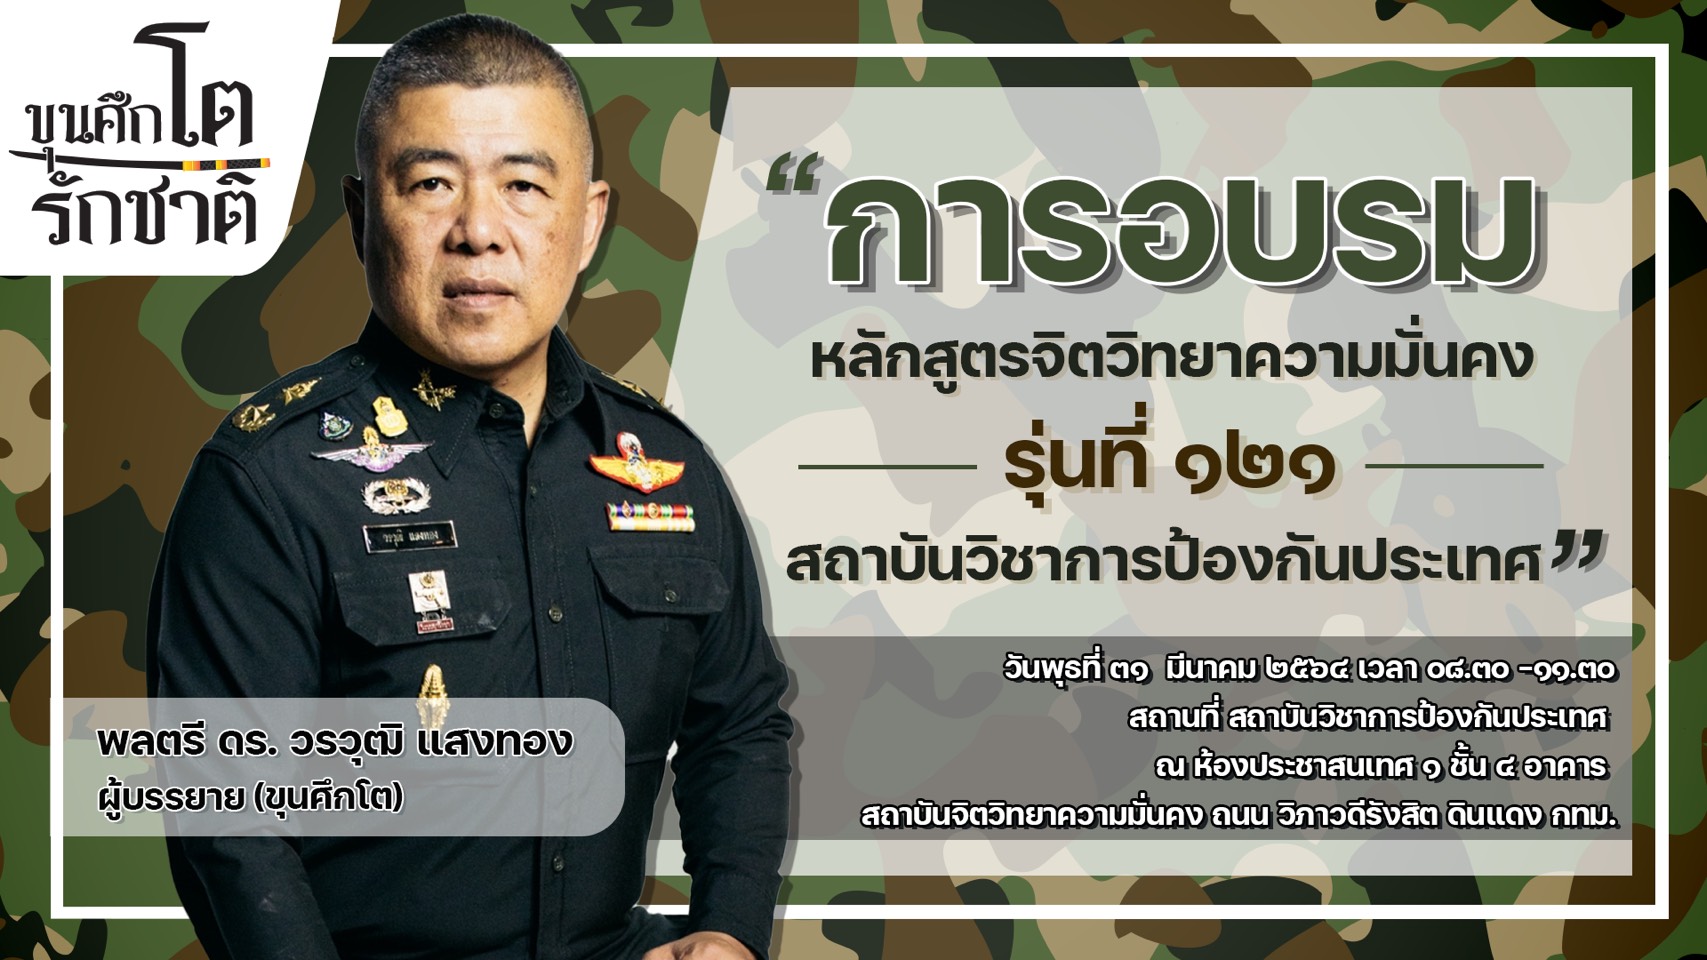 ขุนศึกโต
รักชาติ
“การอบรม
หลักสูตรจิตวิทยาความมั่นคง
รุ่นที่ ๑๒๑
สถาบันวิชาการป้องกันประเทศ”
วันพุธที่ ๓๑ มีนาคม ๒๕๖๔ เวลา ๐๘.๓๐ -๑๑.๓๐
สถานที่ สถาบันวิชาการป้องกันประเทศ
ณ ห้องประชาสนเทศ ๑ ชั้น ๔ อาคาร
สถาบันจิตวิทยาความมั่นคง ถนน วิภาวดีรังสิต ดินแดง กทม.
วรวุฒิ แสงทอง
พลตรี ดร. วรวุฒิ แสงทอง
ผู้บรรยาย (ขุนศึกโต)